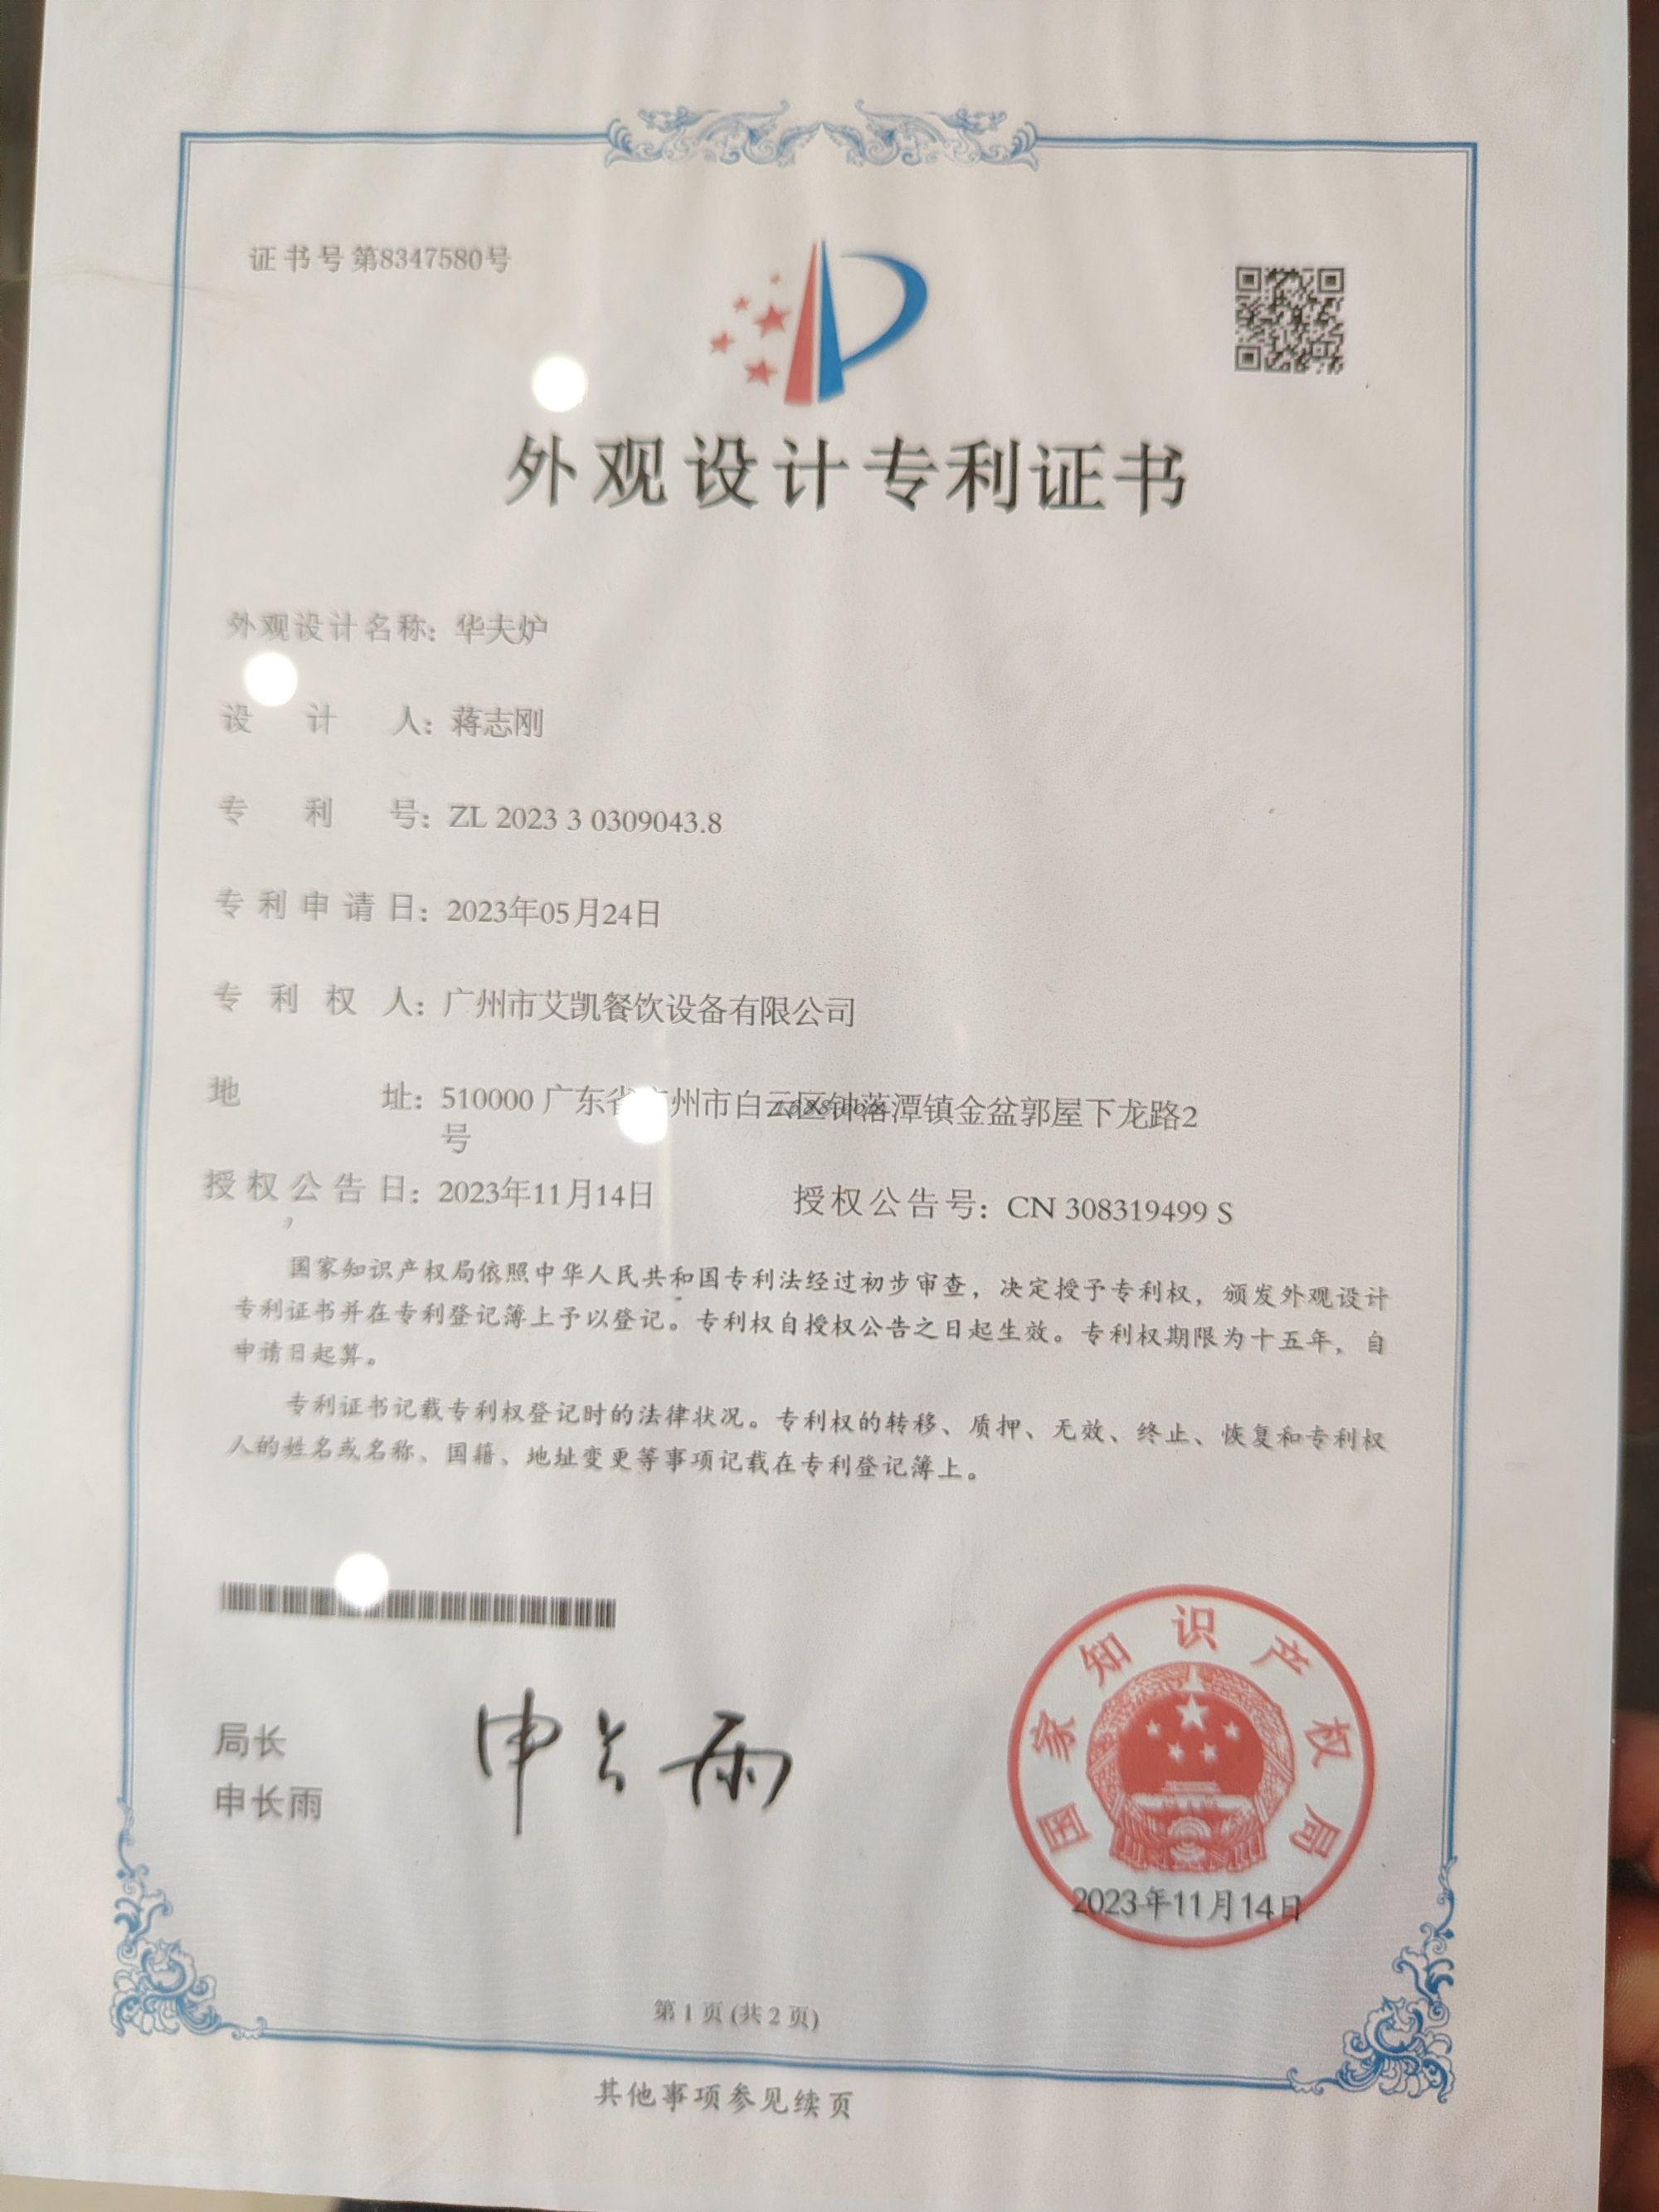 证书号第8347580号
外观设计专利证书
外观设计名称：华夫炉
设计人：蒋志刚
专利号：ZL 2023 3 0309043.8
专利申请日：2023年05月24日
专利权人：广州市艾凯餐饮设备有限公司
地址：510000 广东省 州市白云区钟落潭镇金盆郭屋下龙路2
号
授权公告日：2023年11月14日 授权公告号：CN 308319499 S
国家知识产权局依照中华人民共和国专利法经过初步审查，决定授予专利权，颁发外观设计
专利证书并在专利登记簿上予以登记。专利权自授权公告之日起生效。专利权期限为十五年，自
申请日起算。
专利证书记载专利权登记时的法律状况。专利权的转移、质押、无效、终止、恢复和专利权
人的姓名或名称、国籍、地址变更等事项记载在专利登记簿上。
局长
申长雨
申长雨
国家知识产权局
2023年11月14日
第 1 页 (共 2 页)
其他事项参见续页